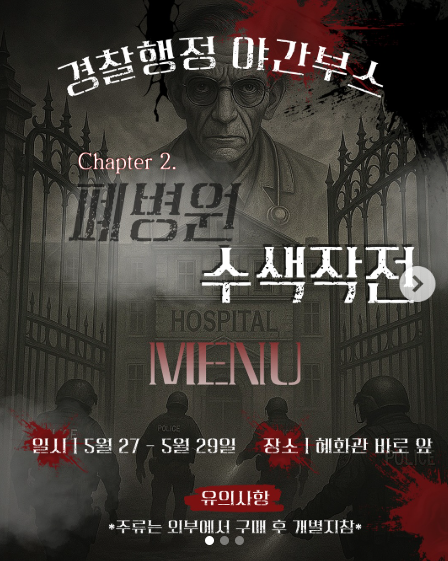 경찰행정 야간부스
Chapter 2.
폐병원
수색작전
HOSPITAL
MENU
POLICE
POLICE
일시 | 5월 27 - 5월 29일 장소 | 혜화관 바로 앞
유의사항
*주류는 외부에서 구매 후 개별지참*